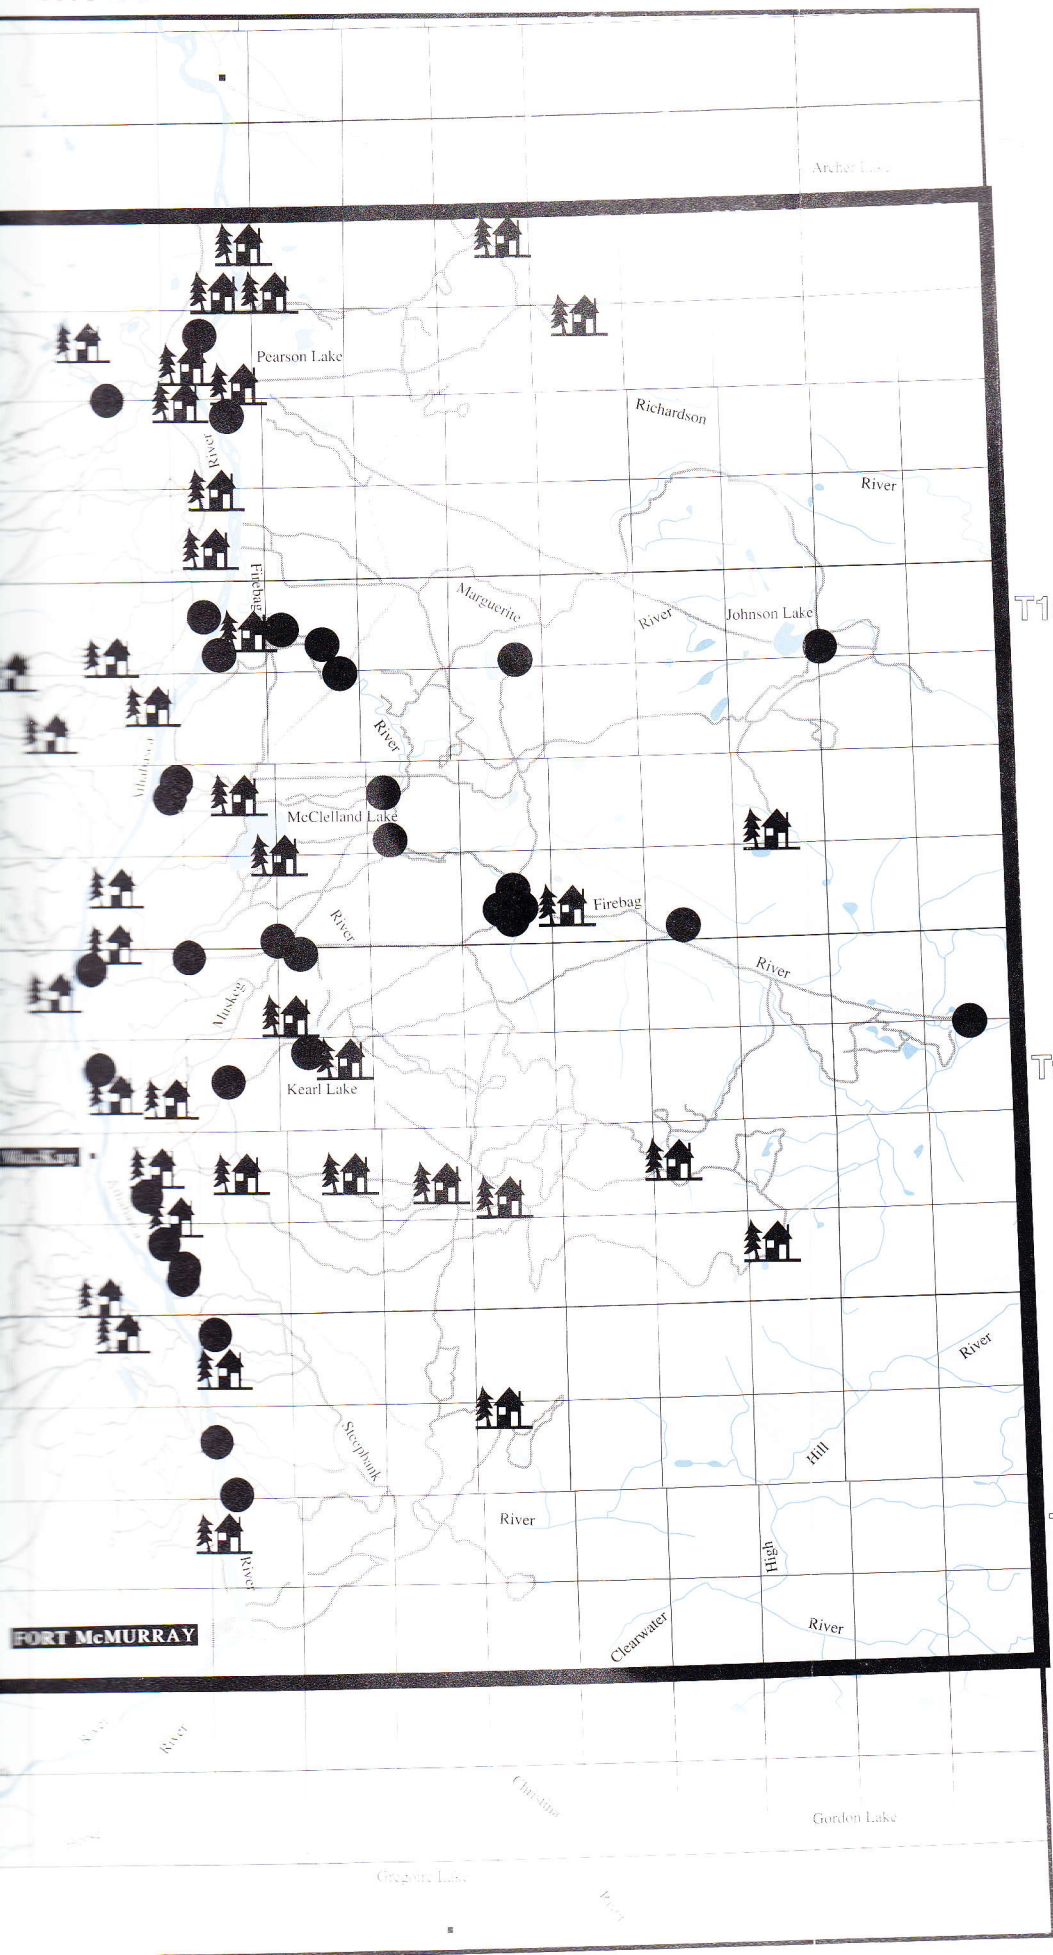 Archer Lake
Pearson Lake
Richardson
River
River
Firebag
Marguerite
River
Johnson Lake
T1
River
McClelland Lake
Firebag
River
River
Muskeg
Kearl Lake
River
Steepbank
Hill
River
High
River
FORT McMURRAY
Clearwater
River
River
River
Christina
Gordon Lake
Gregoire Lake
River